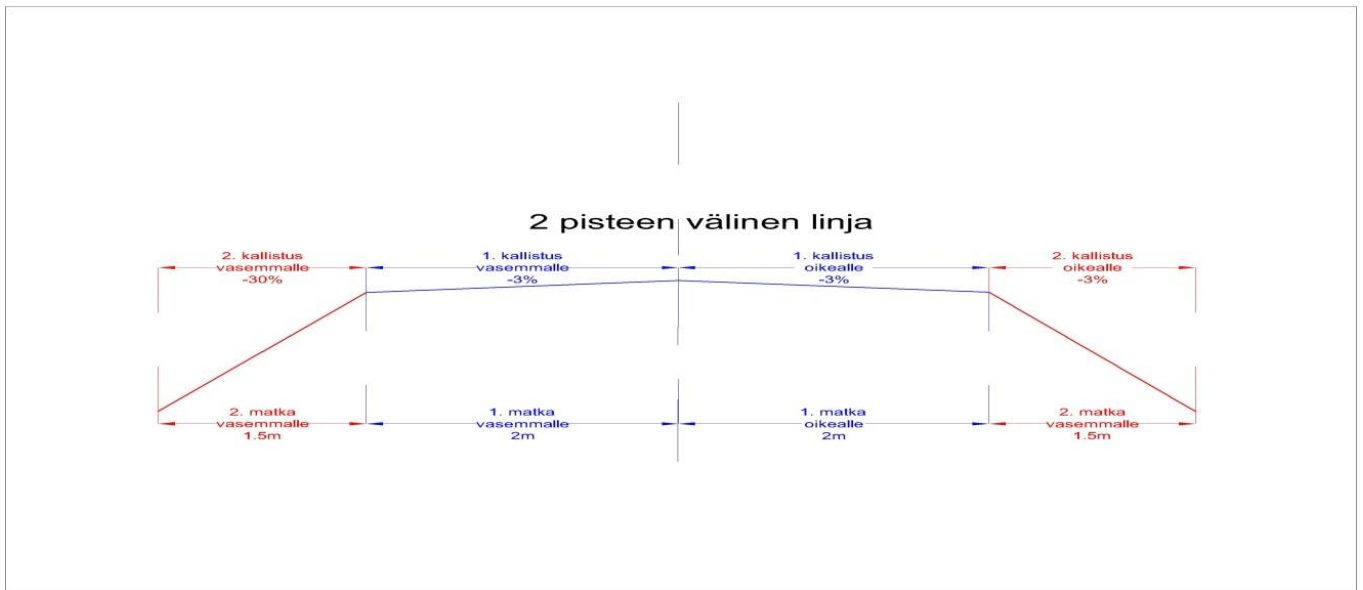 2 pisteen välinen linja
2. kallistus
vasemmalle
-30%
1. kallistus
vasemmalle
-3%
1. kallistus
oikealle
-3%
2. kallistus
oikealle
-3%
2. matka
vasemmalle
1.5m
1. matka
vasemmalle
2m
1. matka
oikealle
2m
2. matka
vasemmalle
1.5m